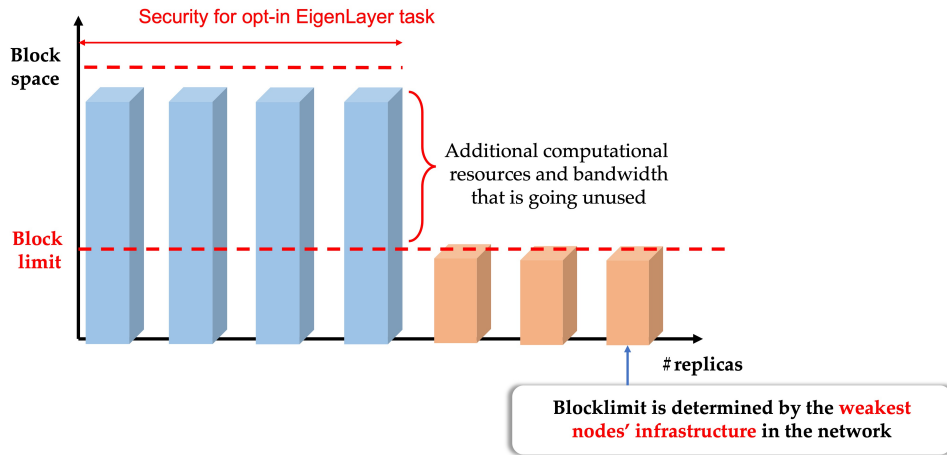 Security for opt-in EigenLayer task
Block
space
Additional computational
resources and bandwidth
that is going unused
Block
limit
# replicas
Blocklimit is determined by the weakest
nodes' infrastructure in the network